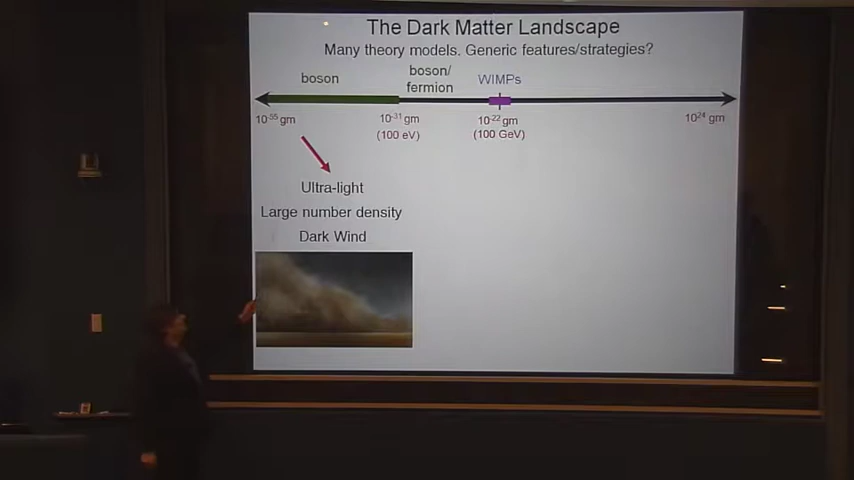 The Dark Matter Landscape
Many theory models. Generic features/strategies?
boson
boson/
fermion
WIMPs
10⁻⁵⁵ gm
10⁻³¹ gm
(100 eV)
10⁻²² gm
(100 GeV)
10²⁴ gm
Ultra-light
Large number density
Dark Wind